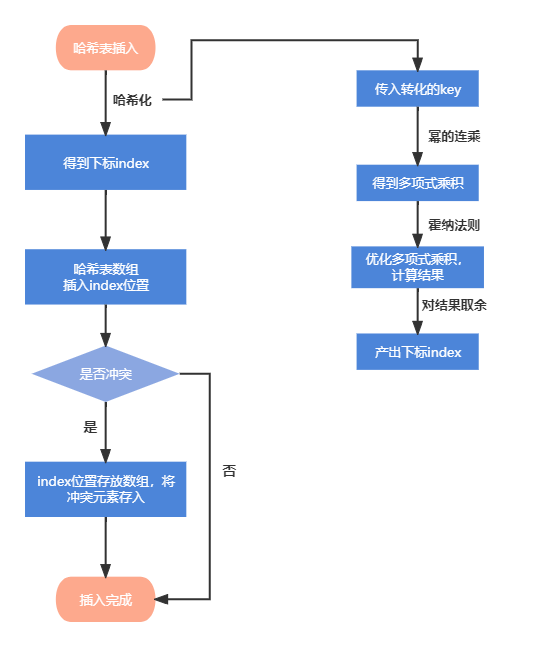 哈希表插入
哈希化
得到下标index
哈希表数组
插入index位置
是否冲突
是
否
index位置存放数组，将
冲突元素存入
插入完成
传入转化的key
幂的连乘
得到多项式乘积
霍纳法则
优化多项式乘积，
计算结果
对结果取余
产出下标index